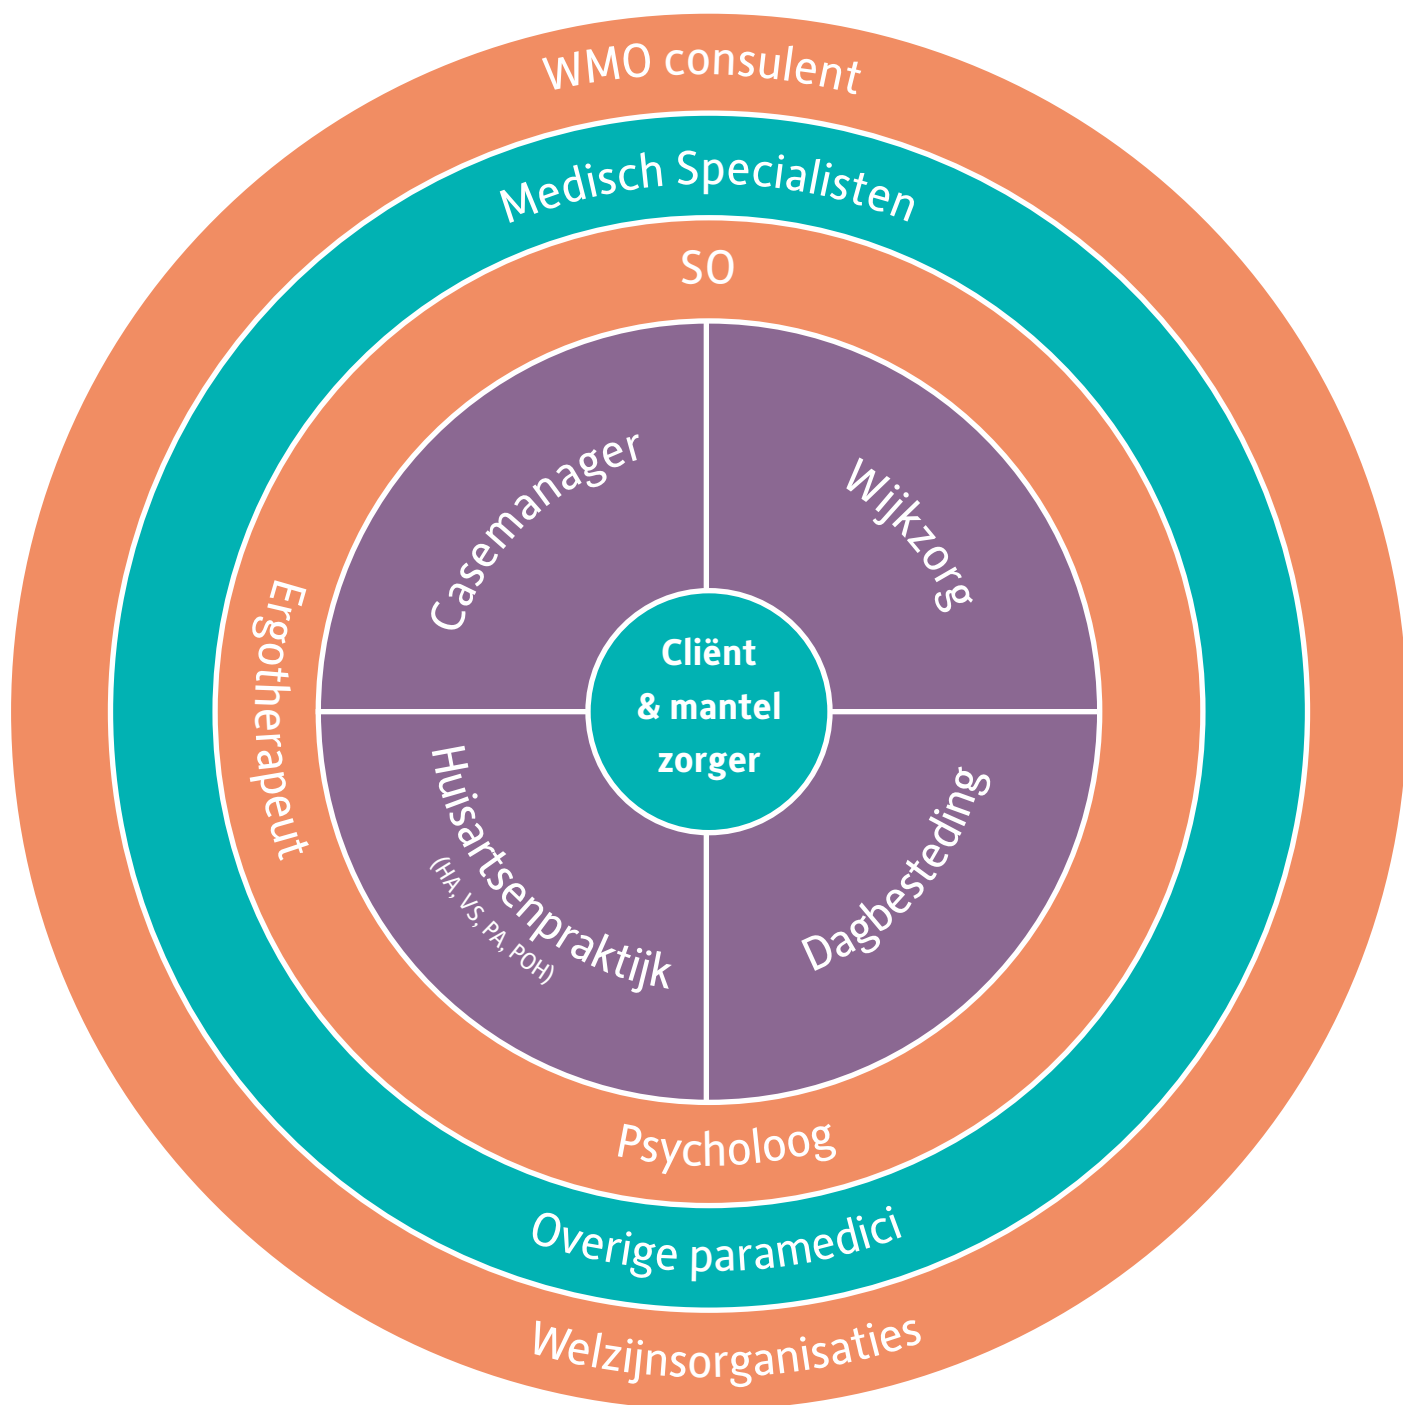 WMO consulent
Medisch Specialisten
SO
Casemanager
Wijkzorg
Ergotherapeut
Cliënt
& mantel
zorger
Huisartsenpraktijk
(HA, VS, PA, POH)
Dagbesteding
Psycholoog
Overige paramedici
Welzijnsorganisaties